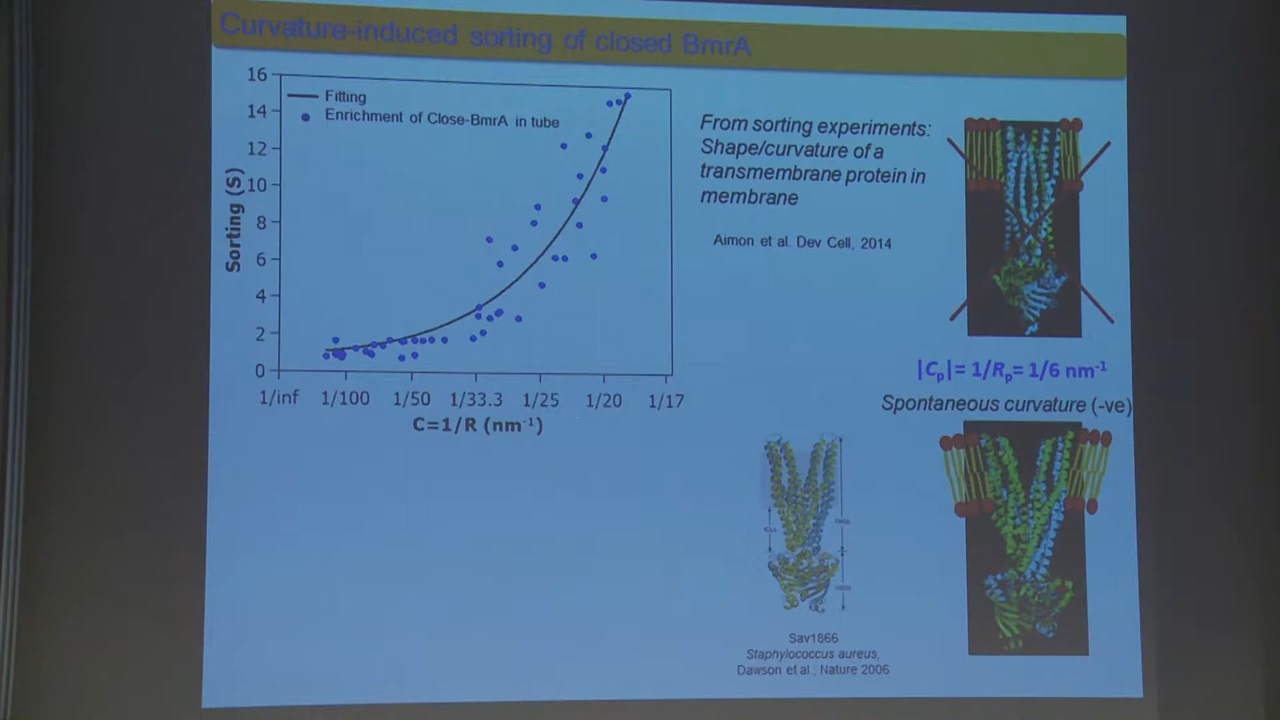 Curvature-induced sorting of closed BmrA
16
14
12
10
8
6
4
2
0
Sorting (S)
Fitting
Enrichment of Close-BmrA in tube
1/inf 1/100 1/50 1/33.3 1/25 1/20 1/17
C=1/R (nm⁻¹)
From sorting experiments:
Shape/curvature of a
transmembrane protein in
membrane
Aimon et al. Dev Cell, 2014
|Cₚ|= 1/Rₚ= 1/6 nm⁻¹
Spontaneous curvature (-ve)
Sav1866
Staphylococcus aureus,
Dawson et al., Nature 2006